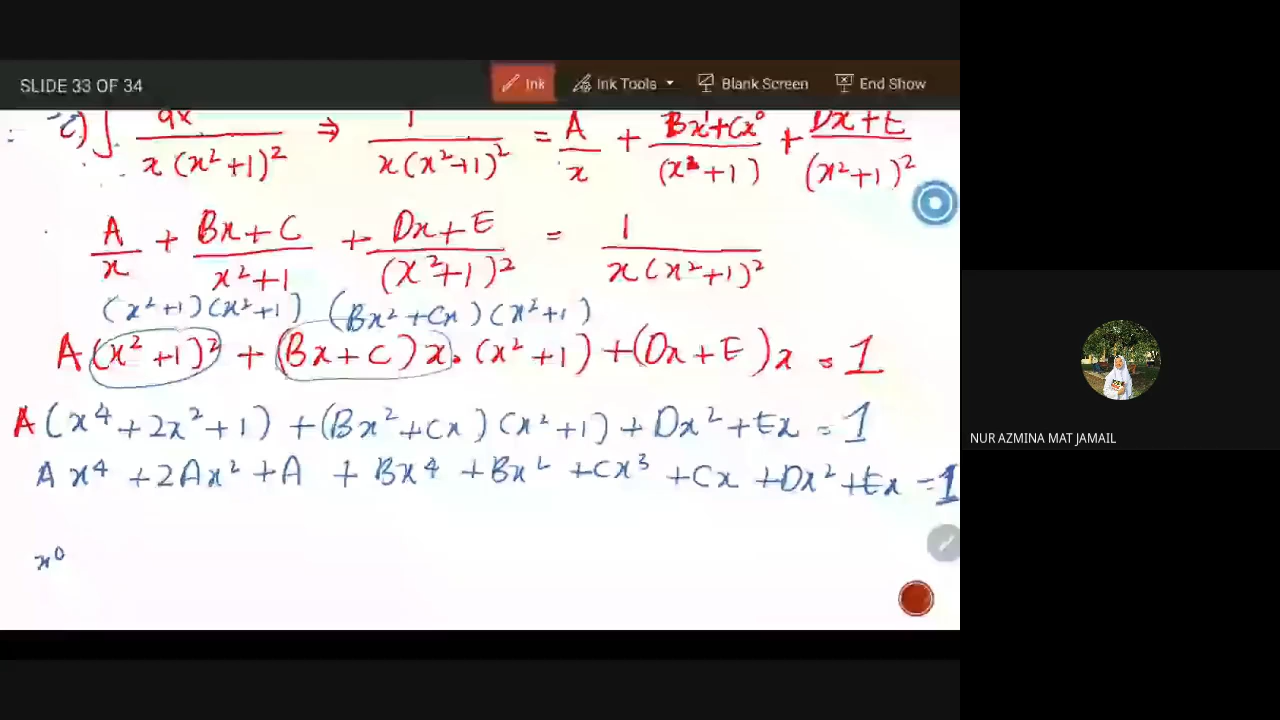 SLIDE 33 OF 34 Ink Ink Tools Blank Screen End Show
c) ∫ dx / x(x²+1)² ⇒ 1 / x(x²+1)² = A/x + Bx¹+Cx⁰ / (x²+1) + Dx+E / (x²+1)²
A/x + Bx+C / x²+1 + Dx+E / (x²+1)² = 1 / x(x²+1)²
(x²+1)(x²+1) (Bx²+Cx)(x²+1)
A(x²+1)² + (Bx+C)x.(x²+1) + (Dx+E)x = 1
A(x⁴+2x²+1) + (Bx²+Cx)(x²+1) + Dx²+Ex = 1
Ax⁴ + 2Ax² + A + Bx⁴ + Bx² + Cx³ + Cx + Dx² + Ex = 1
x⁰
NUR AZMINA MAT JAMAIL